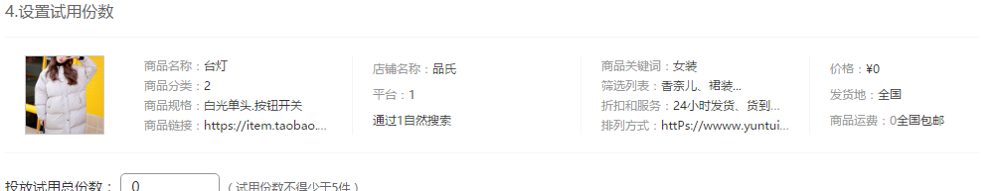 4.设置试用份数
商品名称：台灯
商品分类：2
商品规格：白光单头.按钮开关
商品链接：https://item.taobao....
店铺名称：品氏
平台：1
通过1自然搜索
商品关键词：女装
筛选列表：香奈儿、裙装...
折扣和服务：24小时发货、货到...
排列方式：httPs://wwww.yuntui...
价格：¥0
发货地：全国
商品运费：0全国包邮
投放试用总份数： 0 （试用份数不得少于5件）